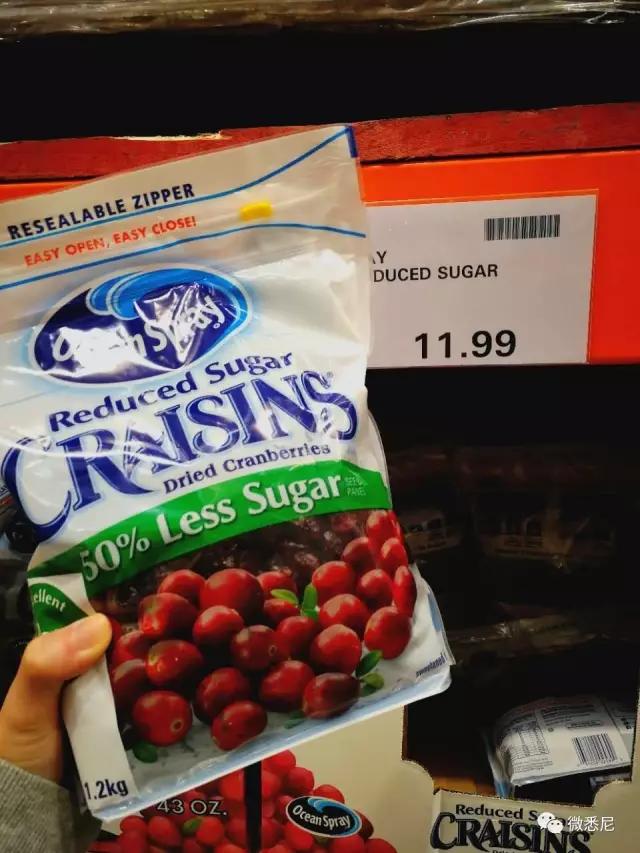 RESEALABLE ZIPPER
EASY OPEN, EASY CLOSE!
Ocean Spray
Reduced Sugar
CRAISINS
Dried Cranberries
50% Less Sugar
1.2kg
AY
DUCED SUGAR
11.99
43 OZ.
Ocean Spray
Reduced S
CRAISINS
微悉尼